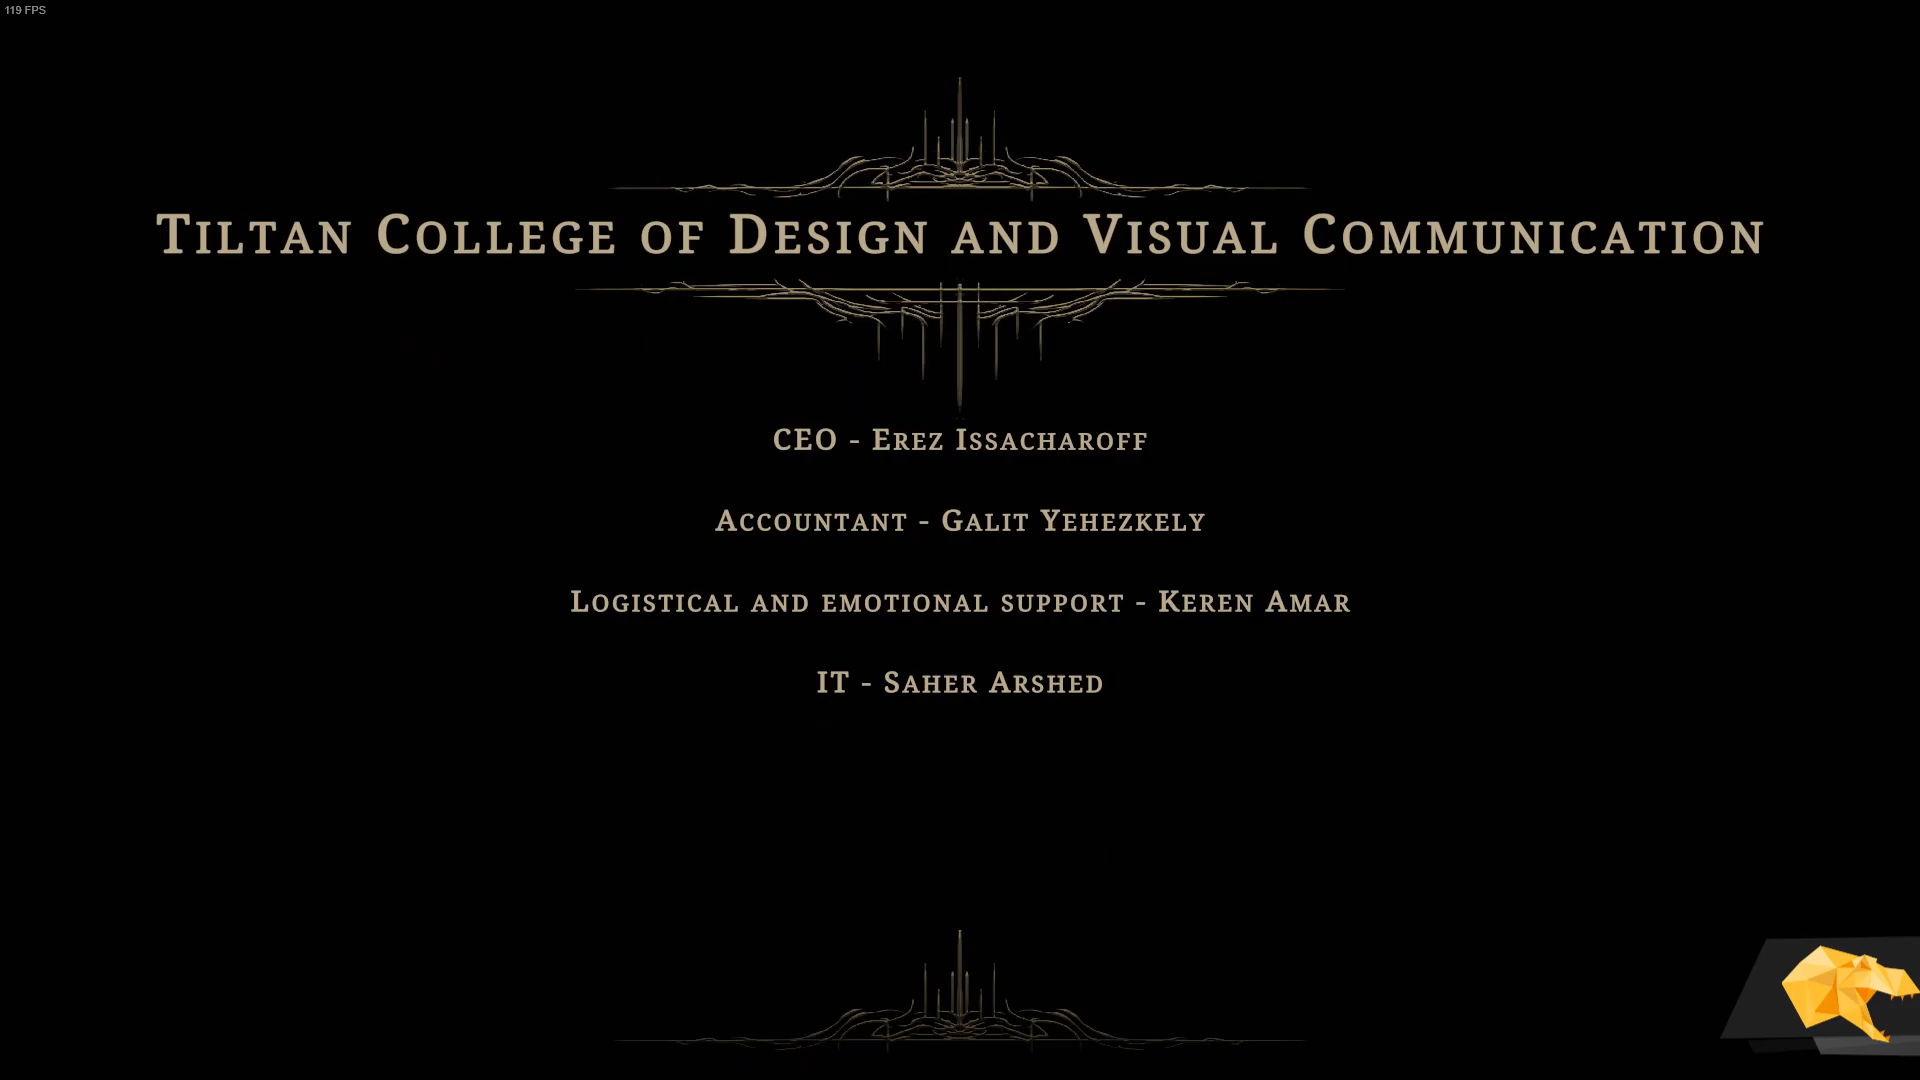 119 FPS
Tiltan College of Design and Visual Communication
CEO - Erez Issacharoff
Accountant - Galit Yehezkely
Logistical and emotional support - Keren Amar
IT - Saher Arshed